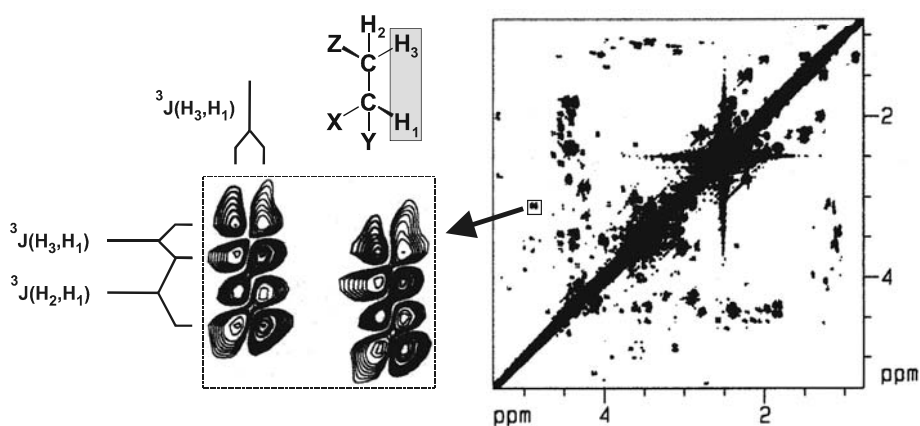 H₂
Z H₃
C
³J(H₃,H₁)
C
X H₁
Y
³J(H₃,H₁)
³J(H₂,H₁)
2
4
ppm
ppm 4 2